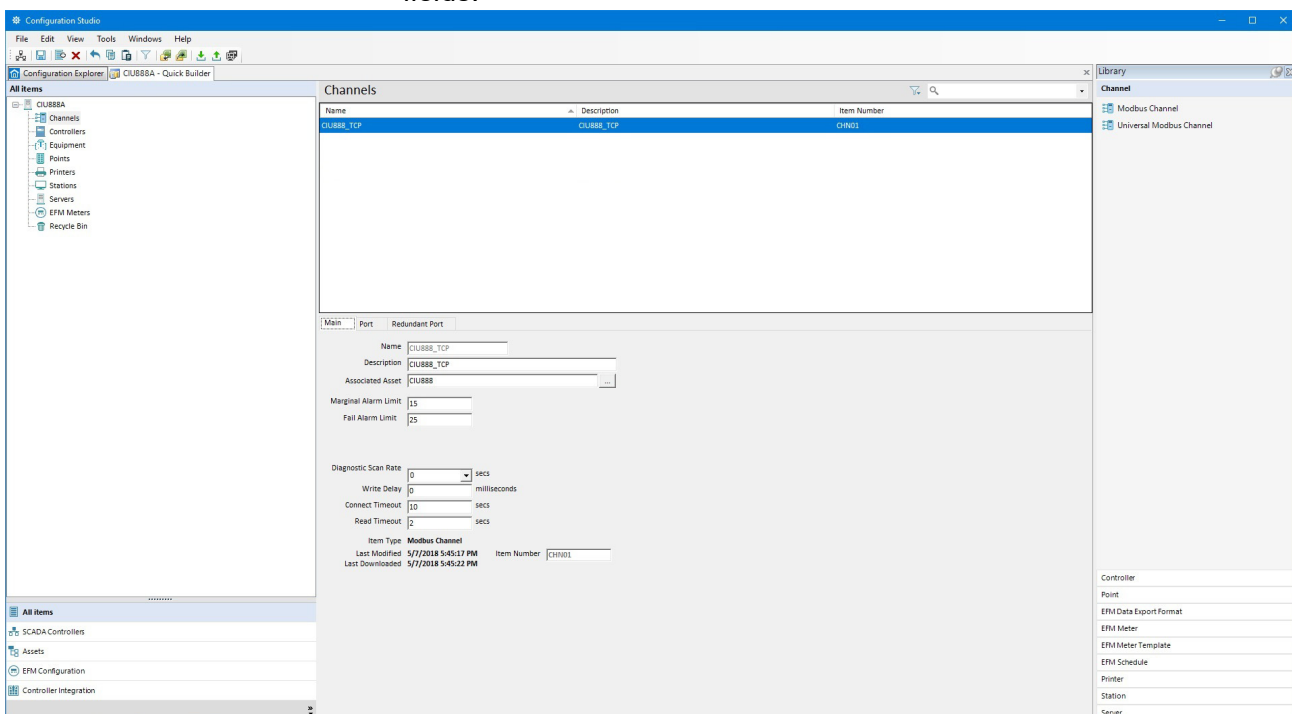 fields.
Configuration Studio
File Edit View Tools Windows Help
Configuration Explorer CIU888A - Quick Builder
All items
CIU888A
Channels
Controllers
Equipment
Points
Printers
Stations
Servers
EFM Meters
Recycle Bin
All items
SCADA Controllers
Assets
EFM Configuration
Controller Integration
Channels
Name Description Item Number
CIU888_TCP CIU888_TCP CHN01
Main Port Redundant Port
Name CIU888_TCP
Description CIU888_TCP
Associated Asset CIU888 ...
Marginal Alarm Limit 15
Fail Alarm Limit 25
Diagnostic Scan Rate 0 secs
Write Delay 0 milliseconds
Connect Timeout 10 secs
Read Timeout 2 secs
Item Type Modbus Channel
Last Modified 5/7/2018 5:45:17 PM Item Number CHN01
Last Downloaded 5/7/2018 5:45:22 PM
Library
Channel
Modbus Channel
Universal Modbus Channel
Controller
Point
EFM Data Export Format
EFM Meter
EFM Meter Template
EFM Schedule
Printer
Station
Server